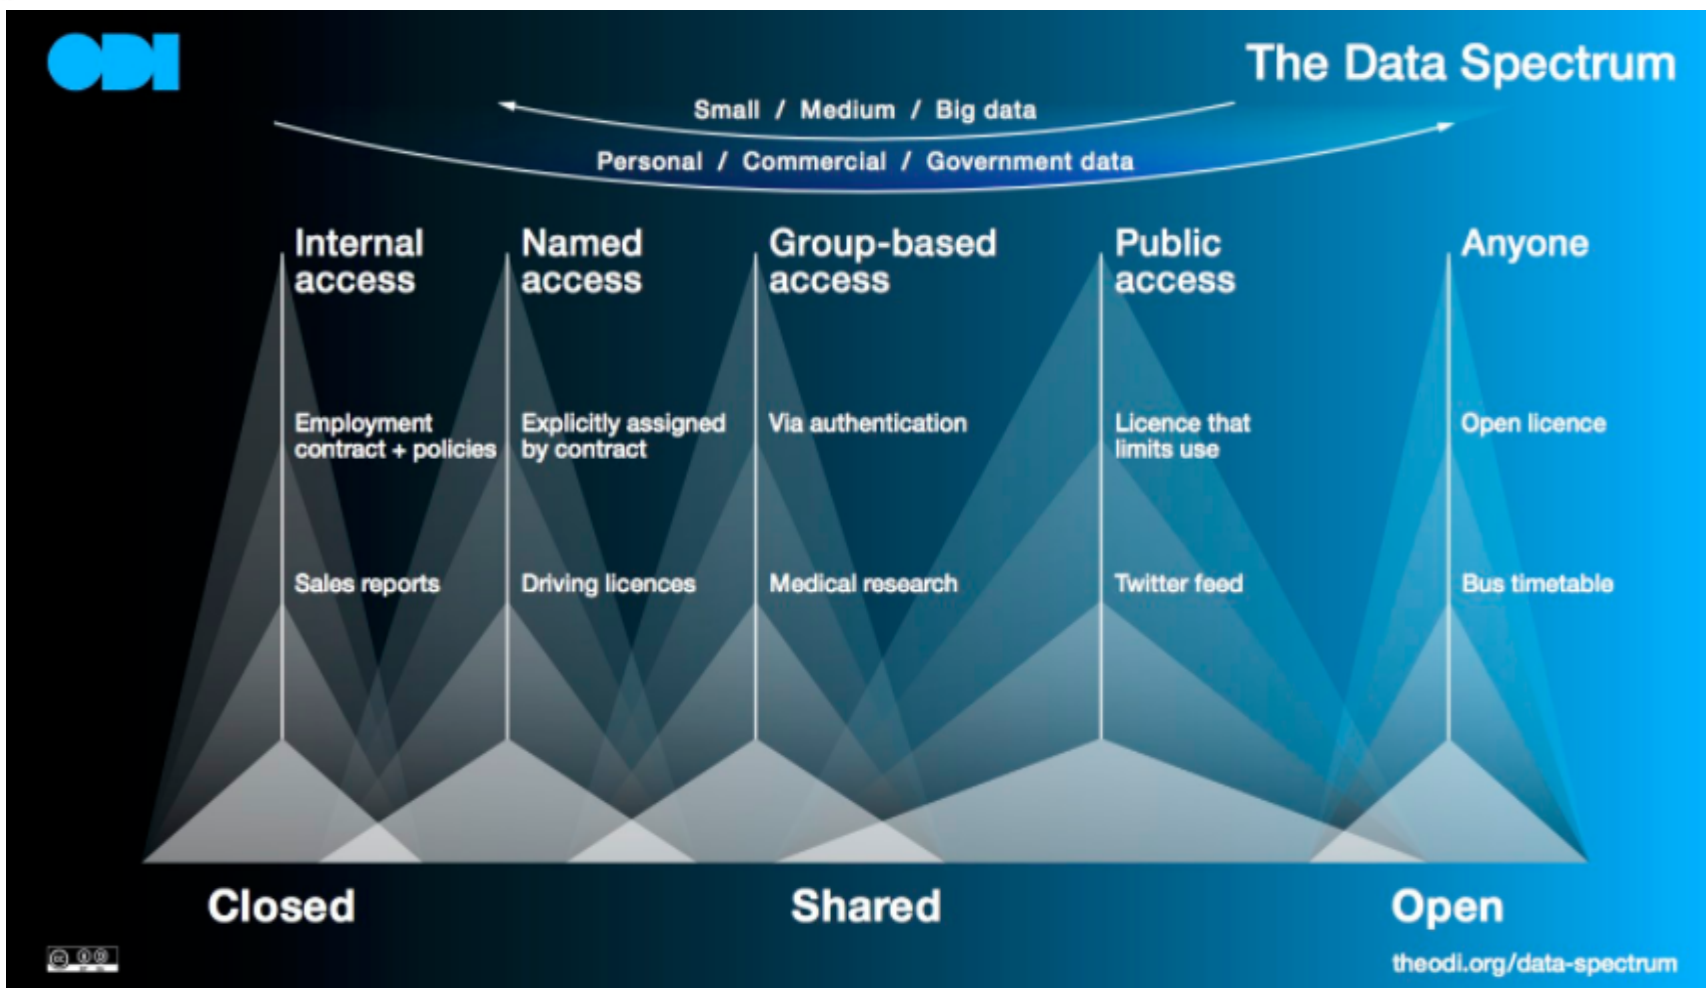 ODI
The Data Spectrum
Small / Medium / Big data
Personal / Commercial / Government data
Internal
access
Named
access
Group-based
access
Public
access
Anyone
Employment
contract + policies
Explicitly assigned
by contract
Via authentication
Licence that
limits use
Open licence
Sales reports
Driving licences
Medical research
Twitter feed
Bus timetable
Closed
Shared
Open
cc
theodi.org/data-spectrum